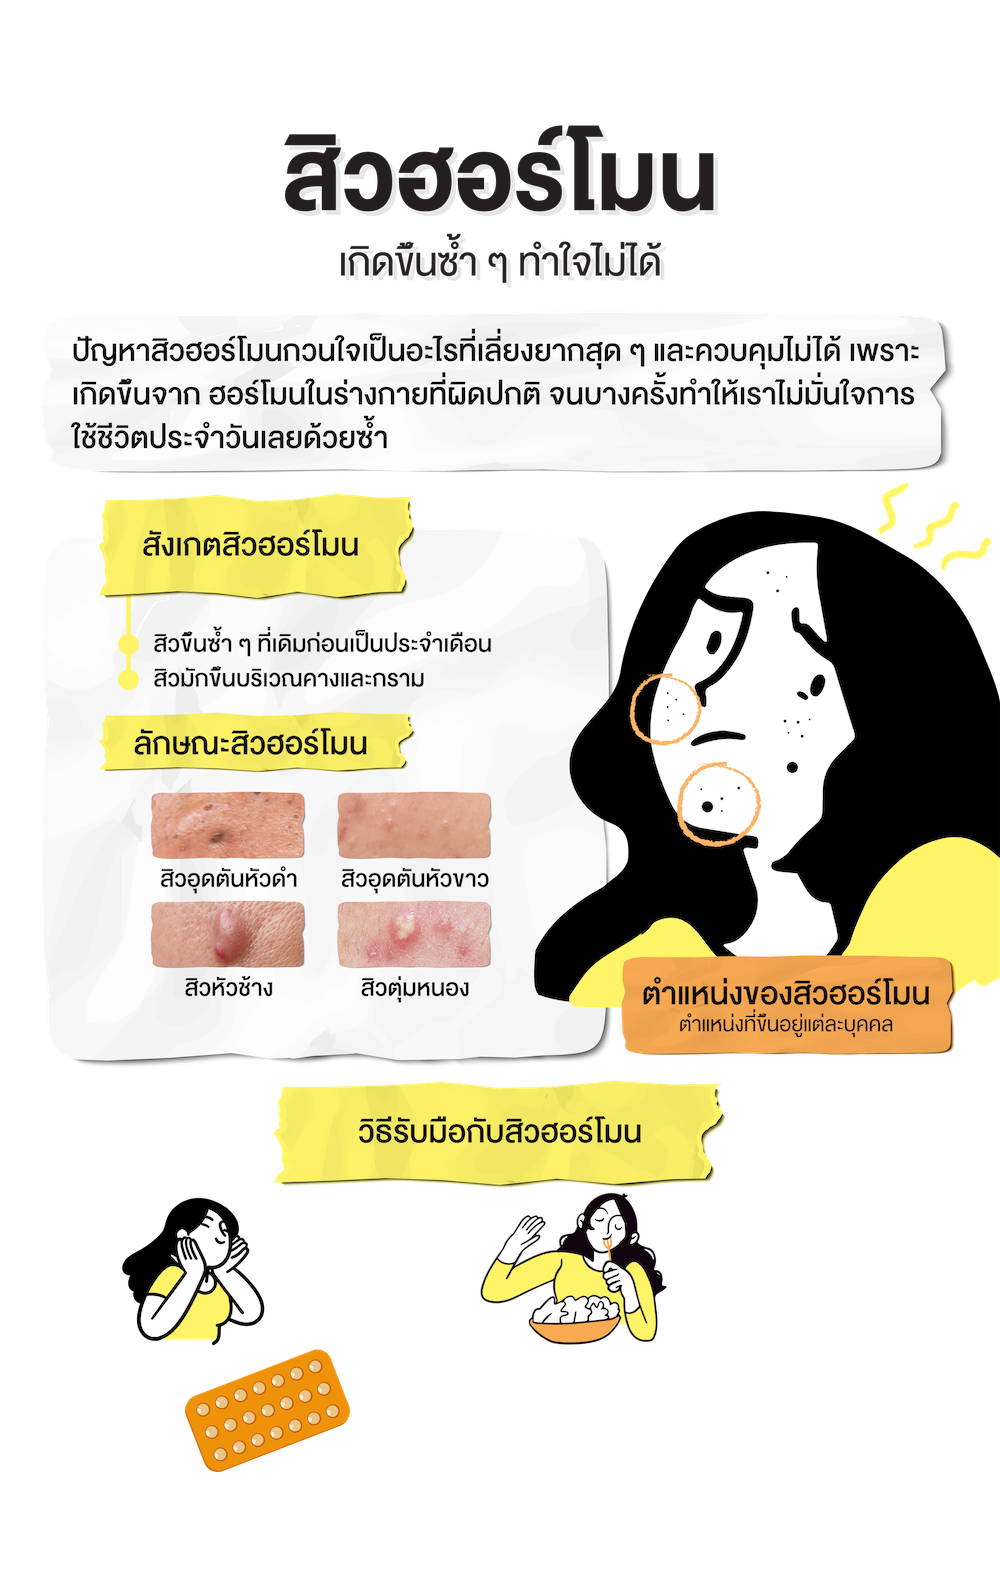 สิวฮอร์โมน
เกิดขึ้นซ้ำ ๆ ทำใจไม่ได้
ปัญหาสิวฮอร์โมนกวนใจเป็นอะไรที่เลี่ยงยากสุด ๆ และควบคุมไม่ได้ เพราะ
เกิดขึ้นจาก ฮอร์โมนในร่างกายที่ผิดปกติ จนบางครั้งทำให้เราไม่มั่นใจการ
ใช้ชีวิตประจำวันเลยด้วยซ้ำ
สังเกตสิวฮอร์โมน
สิวขึ้นซ้ำ ๆ ที่เดิมก่อนเป็นประจำเดือน
สิวมักขึ้นบริเวณคางและกราม
ลักษณะสิวฮอร์โมน
สิวอุดตันหัวดำ
สิวอุดตันหัวขาว
สิวหัวช้าง
สิวตุ่มหนอง
ตำแหน่งของสิวฮอร์โมน
ตำแหน่งที่ขึ้นอยู่แต่ละบุคคล
วิธีรับมือกับสิวฮอร์โมน